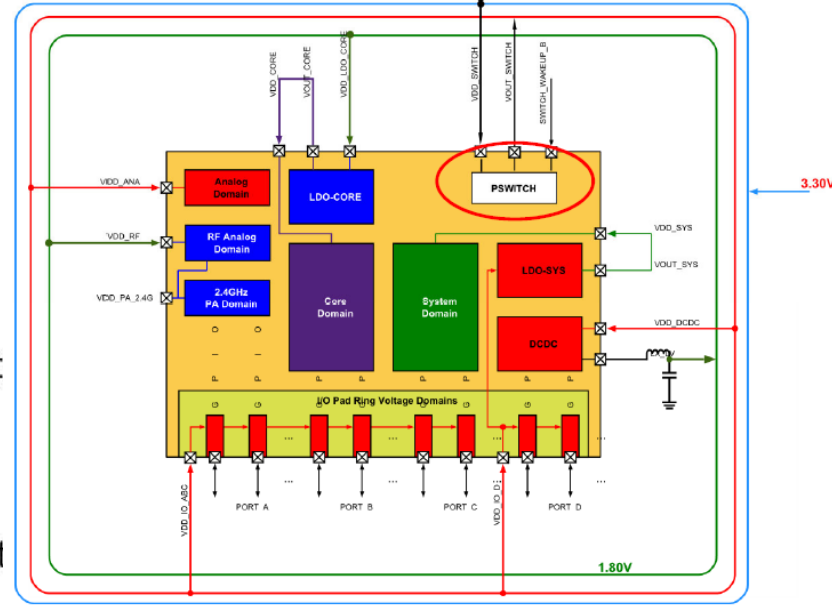 VDD_CORE
VOUT_CORE
VDD_LDO_CORE
VDD_SWITCH
VOUT_SWITCH
SWITCH_WAKEUP_B
3.30V
VDD_ANA
Analog
Domain
LDO-CORE
PSWITCH
VDD_RF
RF Analog
Domain
VDD_SYS
VOUT_SYS
LDO-SYS
VDD_PA_2.4G
2.4GHz
PA Domain
Core
Domain
System
Domain
VDD_DCDC
DCDC
O I P G
O I P G
P G
P G
P G
P G
P G
P G
I/O Pad Ring Voltage Domains
... ... ... ...
VDD_IO_ABC
... ... ...
PORT A
PORT B
PORT C
VDD_IO_D
PORT D
1.80V